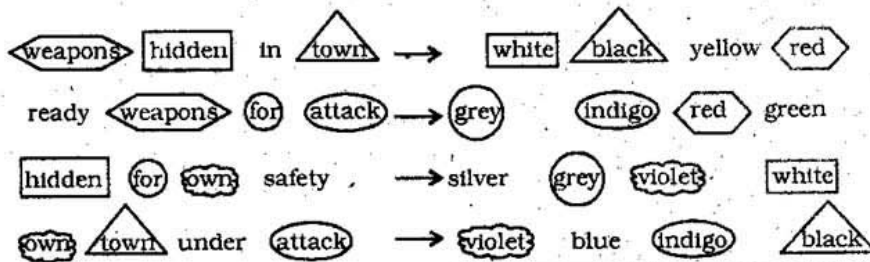 weapons hidden in town → white black yellow red
ready weapons for attack → grey indigo red green
hidden for own safety → silver grey violet white
own town under attack → violet blue indigo black